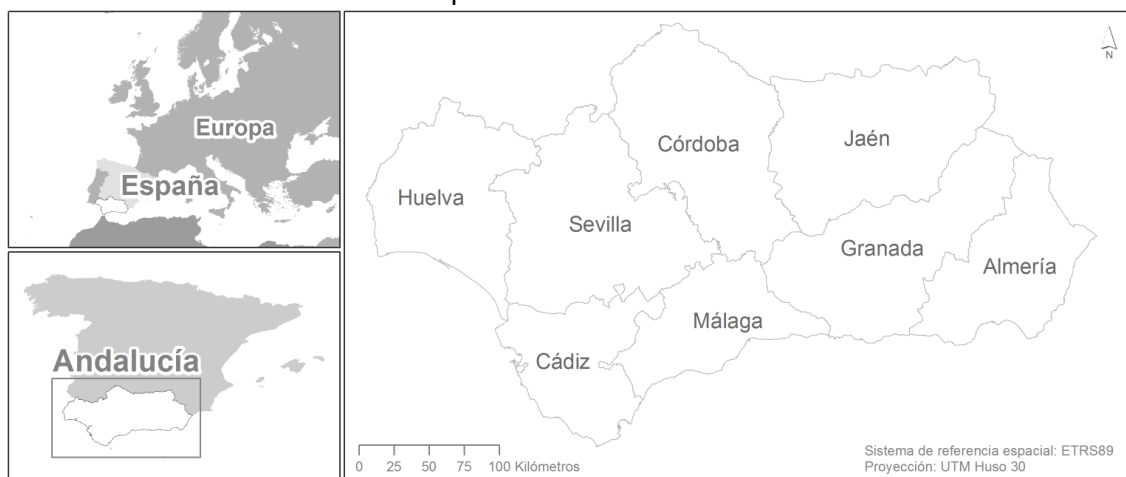 Europa
España
Andalucía
N
Córdoba
Jaén
Huelva
Sevilla
Granada
Almería
Málaga
Cádiz
0 25 50 75 100 Kilómetros
Sistema de referencia espacial: ETRS89
Proyección: UTM Huso 30